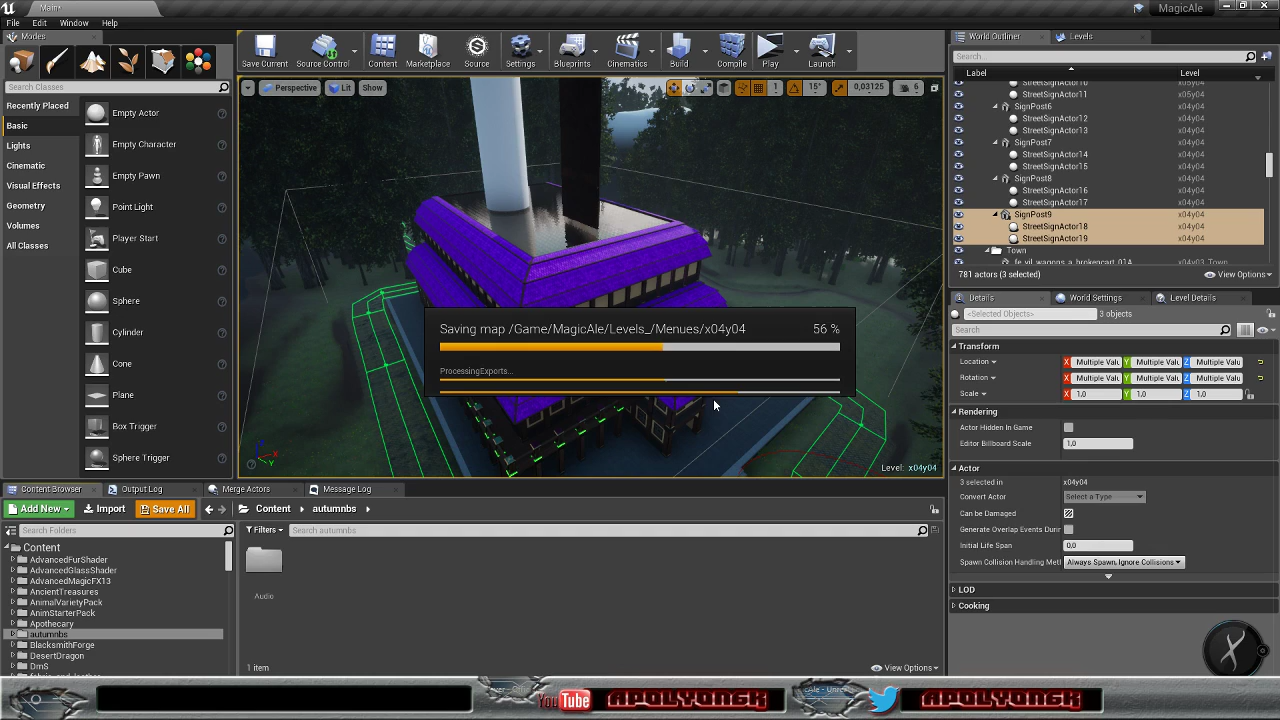 Main*
MagicAle
File Edit Window Help
Modes
Search Classes
Recently Placed
Basic
Lights
Cinematic
Visual Effects
Geometry
Volumes
All Classes
Empty Actor
Empty Character
Empty Pawn
Point Light
Player Start
Cube
Sphere
Cylinder
Cone
Plane
Box Trigger
Sphere Trigger
Save Current Source Control Content Marketplace Source Settings Blueprints Cinematics Build Compile Play Launch
Perspective Lit Show
1 15° 0,03125 6
Saving map /Game/MagicAle/Levels_/Menues/x04y04 56 %
ProcessingExports...
Level: x04y04
World Outliner Levels
Search...
Label Level
StreetSignActor10 x05y04
StreetSignActor11 x05y04
SignPost6 x04y04
StreetSignActor12 x04y04
StreetSignActor13 x04y04
SignPost7 x04y04
StreetSignActor14 x04y04
StreetSignActor15 x04y04
SignPost8 x04y04
StreetSignActor16 x04y04
StreetSignActor17 x04y04
SignPost9 x04y04
StreetSignActor18 x04y04
StreetSignActor19 x04y04
Town
fe_vil_wagons_a_brokencart_01A x04y03_Town
781 actors (3 selected) View Options
Details World Settings Level Details
<Selected Objects> 3 objects
Search
Transform
Location X Multiple Valu Y Multiple Valu Z Multiple Valu
Rotation X Multiple Valu Y Multiple Valu Z Multiple Valu
Scale X 1,0 Y 1,0 Z 1,0
Rendering
Actor Hidden In Game
Editor Billboard Scale 1,0
Actor
3 selected in x04y04
Convert Actor Select a Type
Can be Damaged
Generate Overlap Events Durin
Initial Life Span 0,0
Spawn Collision Handling Meth Always Spawn, Ignore Collisions
LOD
Cooking
Content Browser Output Log Merge Actors Message Log
Add New Import Save All Content autumnbs
Search Folders
Filters Search autumnbs
Content
AdvancedFurShader
AdvancedGlassShader
AdvancedMagicFX13
AncientTreasures
AnimalVarietyPack
AnimStarterPack
Apothecary
autumnbs
BlacksmithForge
DesertDragon
DmS
Audio
1 item View Options
YouTube APOLYONGK APOLYONGK